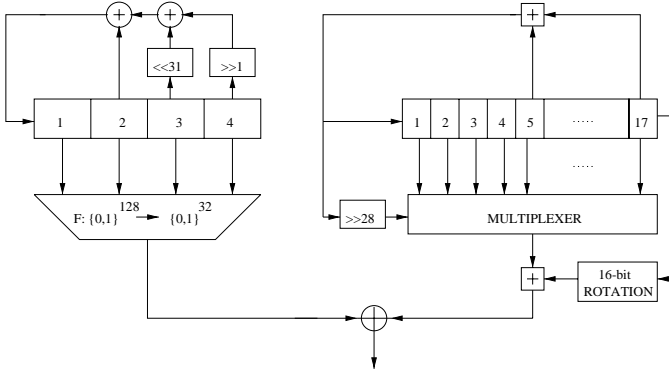 <<31
>>1
1 2 3 4
128 32
F: {0,1} {0,1}
1 2 3 4 5 ..... 17
.....
>>28
MULTIPLEXER
16-bit
ROTATION